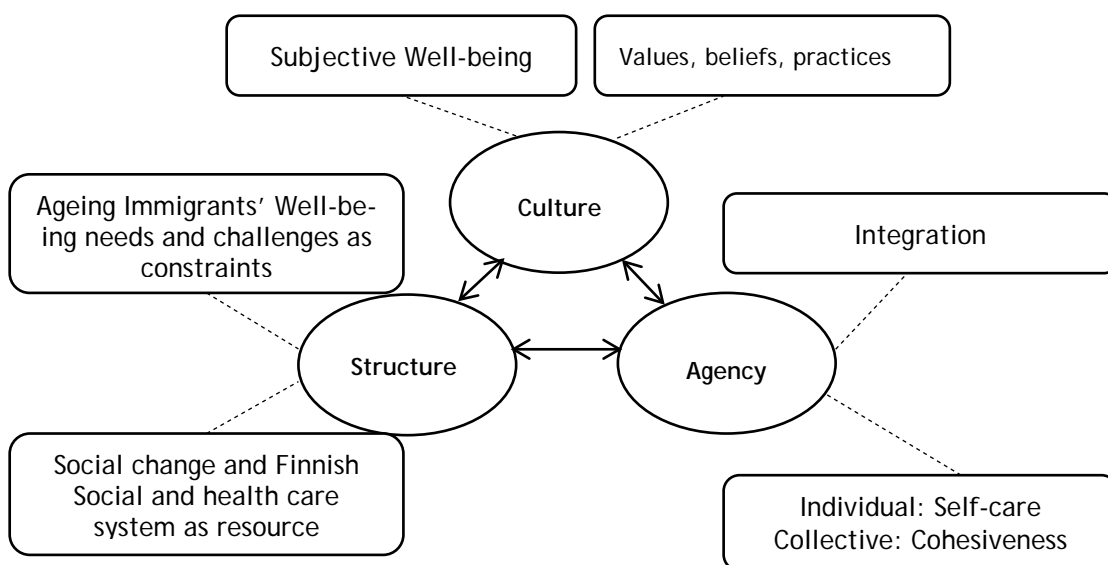 Subjective Well-being
Values, beliefs, practices
Culture
Ageing Immigrants’ Well-be-
ing needs and challenges as
constraints
Integration
Structure
Agency
Social change and Finnish
Social and health care
system as resource
Individual: Self-care
Collective: Cohesiveness